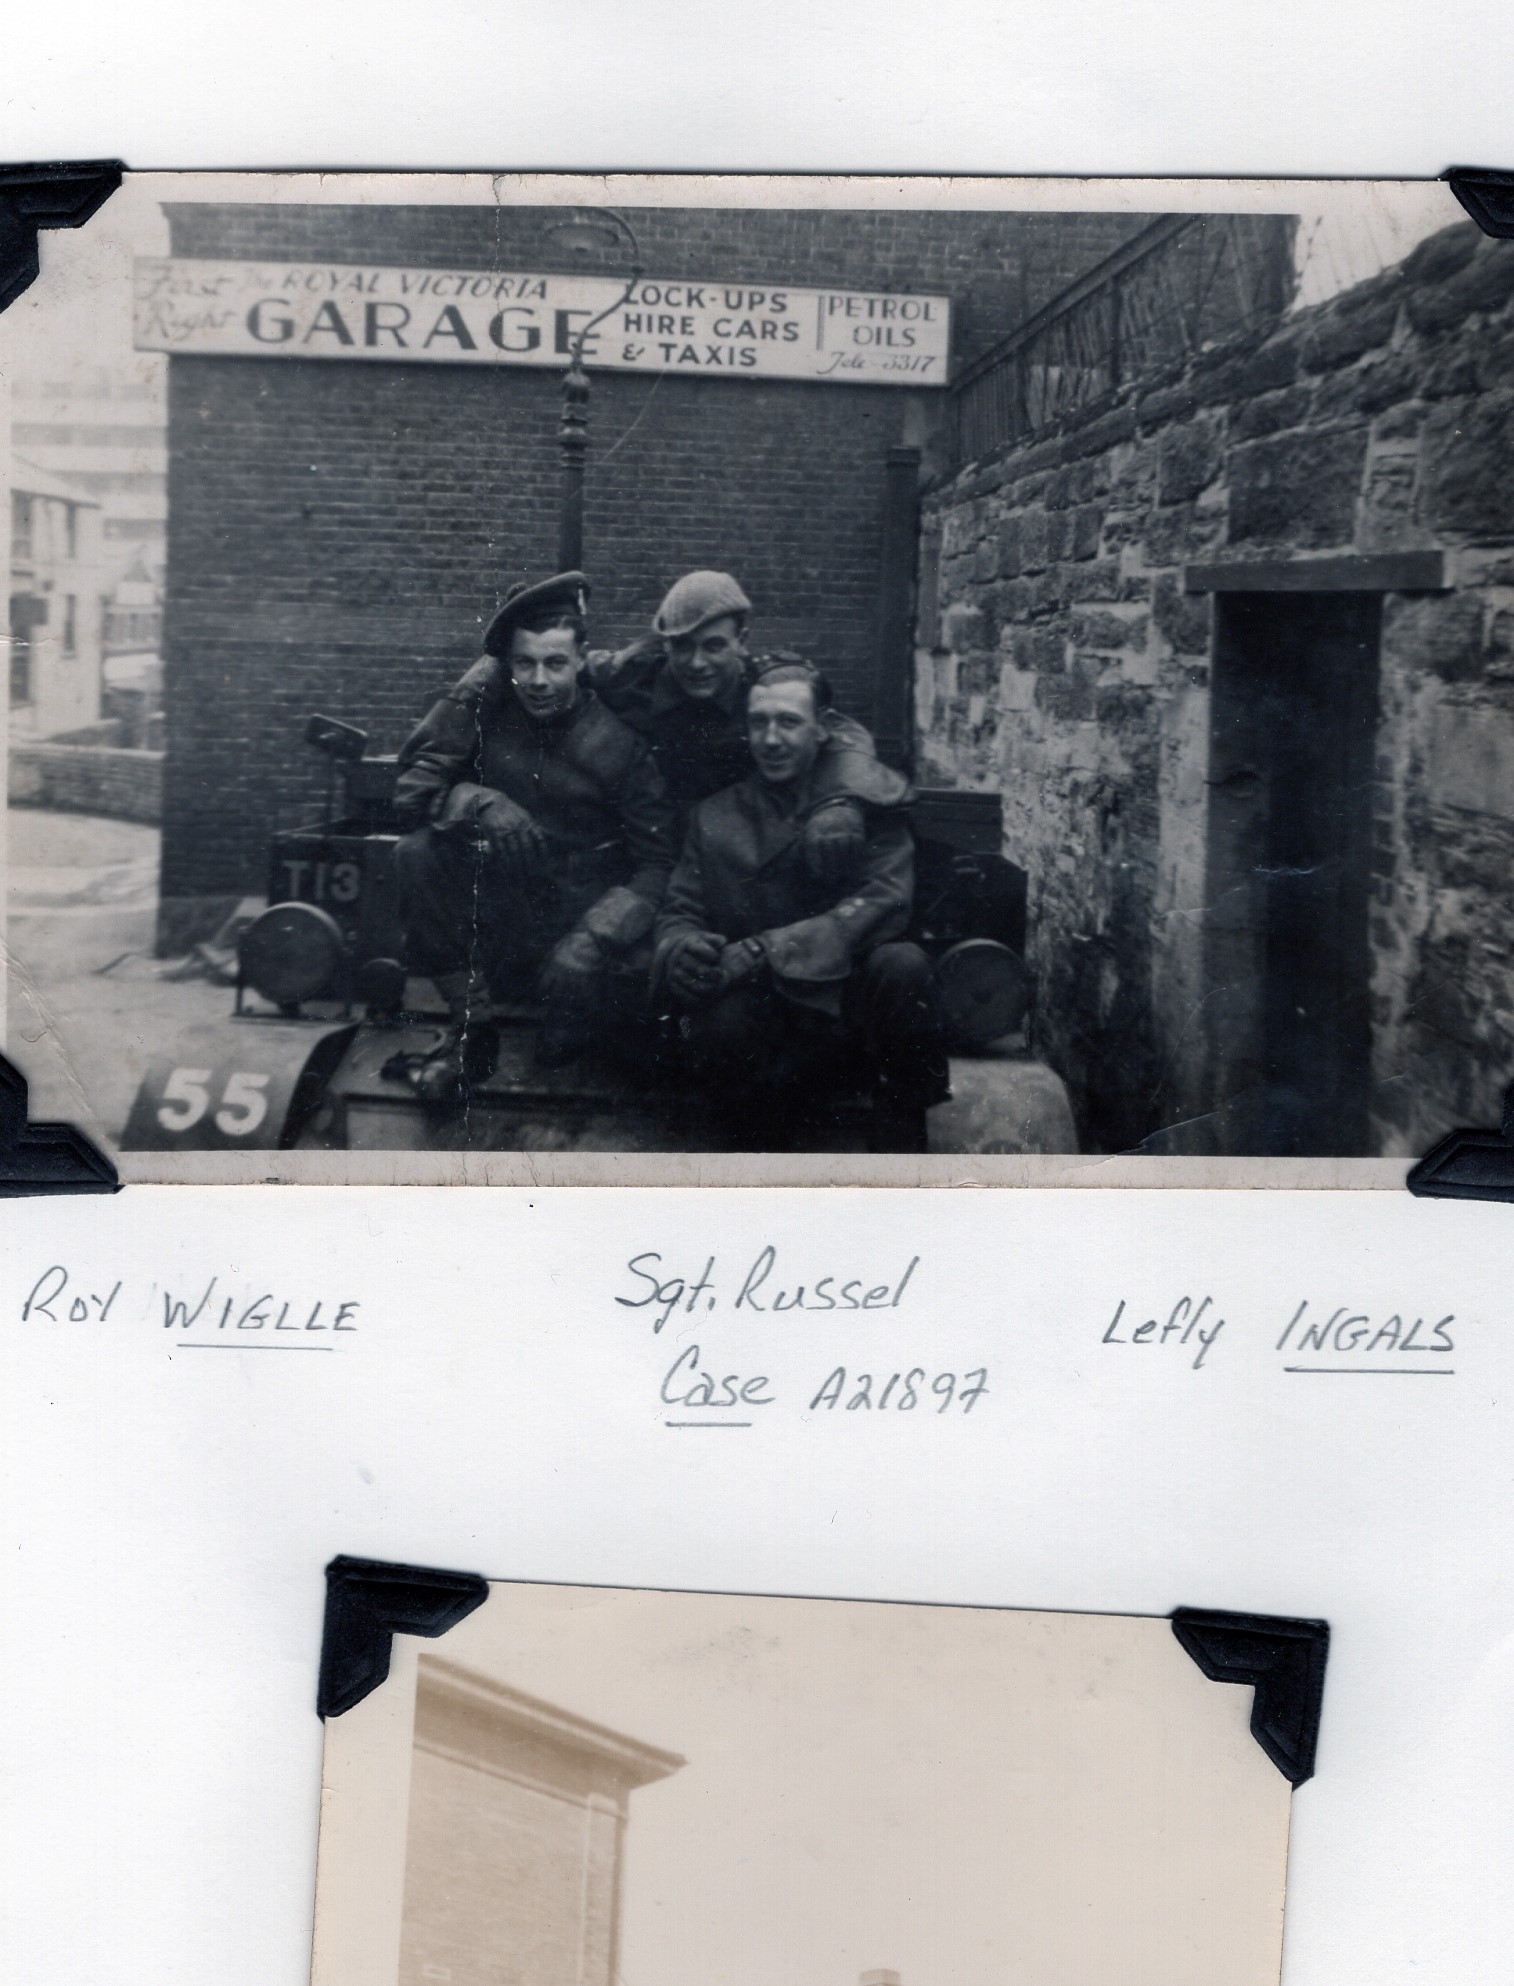 First The ROYAL VICTORIA
Right GARAGE
LOCK-UPS
HIRE CARS
& TAXIS
PETROL
OILS
Tele-3317
T13
55
ROY WIGLLE
Sgt. Russel
Case A21897
Lefly INGALS